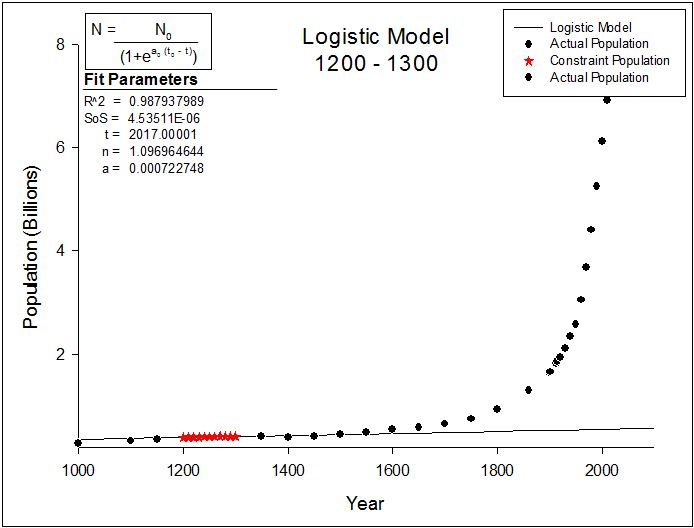 N = N₀ / (1+e^a₀ (t₀ - t))
Fit Parameters
R^2 = 0.987937989
SoS = 4.53511E-06
t = 2017.00001
n = 1.096964644
a = 0.000722748
Logistic Model
1200 - 1300
Logistic Model
Actual Population
Constraint Population
Actual Population
Population (Billions)
8
6
4
2
1000 1200 1400 1600 1800 2000
Year